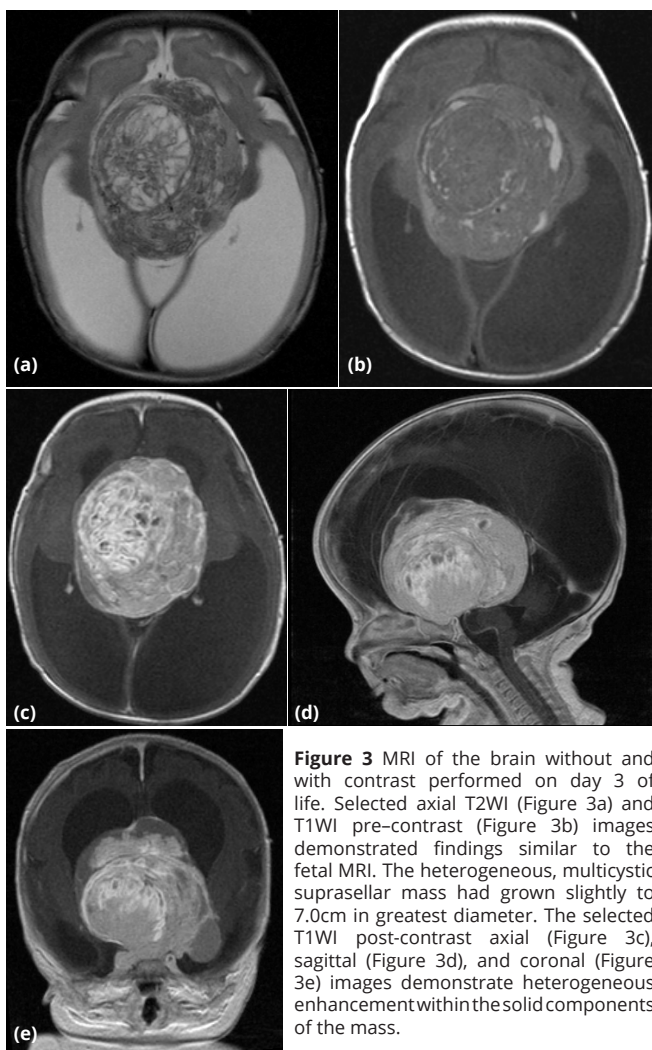 (a)
(b)
(c)
(d)
(e)
Figure 3 MRI of the brain without and
with contrast performed on day 3 of
life. Selected axial T2WI (Figure 3a) and
T1WI pre–contrast (Figure 3b) images
demonstrated findings similar to the
fetal MRI. The heterogeneous, multicystic
suprasellar mass had grown slightly to
7.0cm in greatest diameter. The selected
T1WI post-contrast axial (Figure 3c),
sagittal (Figure 3d), and coronal (Figure
3e) images demonstrate heterogeneous
enhancement within the solid components
of the mass.